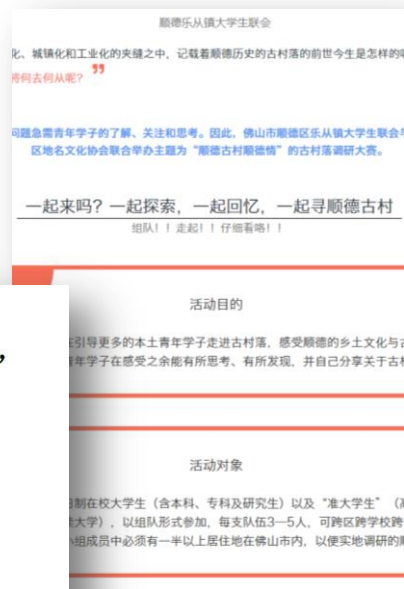 顺德乐从镇大学生联会
化、城镇化和工业化的夹缝之中，记载着顺德历史的古村落的前世今生是怎样的
将何去何从呢？”
问题急需青年学子的了解、关注和思考。因此，佛山市顺德区乐从镇大学生联会
区地名文化协会联合举办主题为“顺德古村顺德情”的古村落调研大赛。
一起来吗？一起探索，一起回忆，一起寻顺德古村
组队！！走起！！仔细看咯！！
活动目的
在引导更多的本土青年学子走进古村落，感受顺德的乡土文化与
青年学子在感受之余能有所思考、有所发现，并自己分享关于古
，
活动对象
日制在校大学生（含本科、专科及研究生）以及“准大学生”（
大学），以组队形式参加，每支队伍3—5人，可跨区跨学校跨
小组成员中必须有一半以上居住地在佛山市内，以便实地调研的